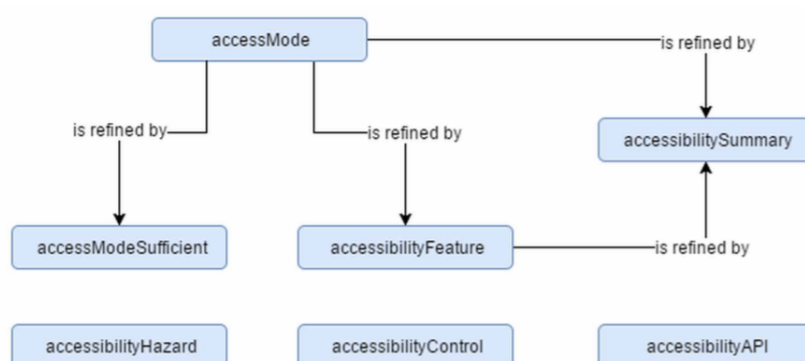 accessMode
is refined by
is refined by
is refined by
accessibilitySummary
accessModeSufficient
accessibilityFeature
is refined by
accessibilityHazard
accessibilityControl
accessibilityAPI